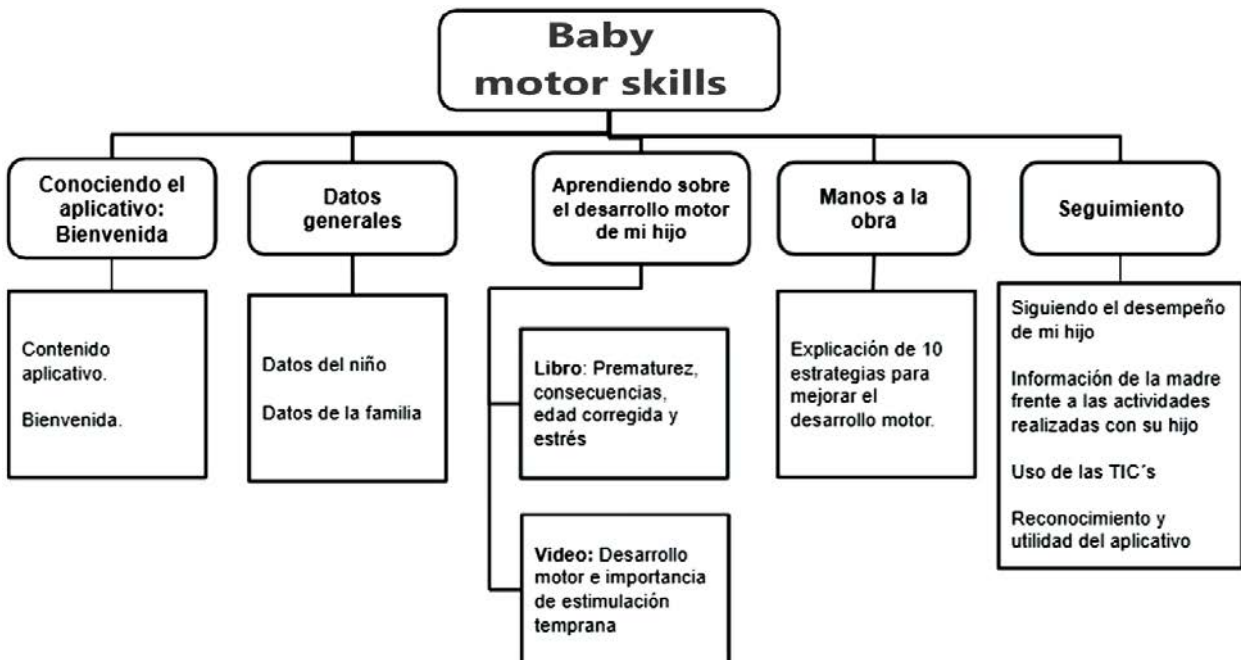 Baby
motor skills
Conociendo el
aplicativo:
Bienvenida
Datos
generales
Aprendiendo sobre
el desarrollo motor
de mi hijo
Manos a la
obra
Seguimiento
Contenido
aplicativo.
Bienvenida.
Datos del niño
Datos de la familia
Libro: Prematurez,
consecuencias,
edad corregida y
estrés
Video: Desarrollo
motor e importancia
de estimulación
temprana
Explicación de 10
estrategias para
mejorar el
desarrollo motor.
Siguiendo el desempeño
de mi hijo
Información de la madre
frente a las actividades
realizadas con su hijo
Uso de las TIC´s
Reconocimiento y
utilidad del aplicativo